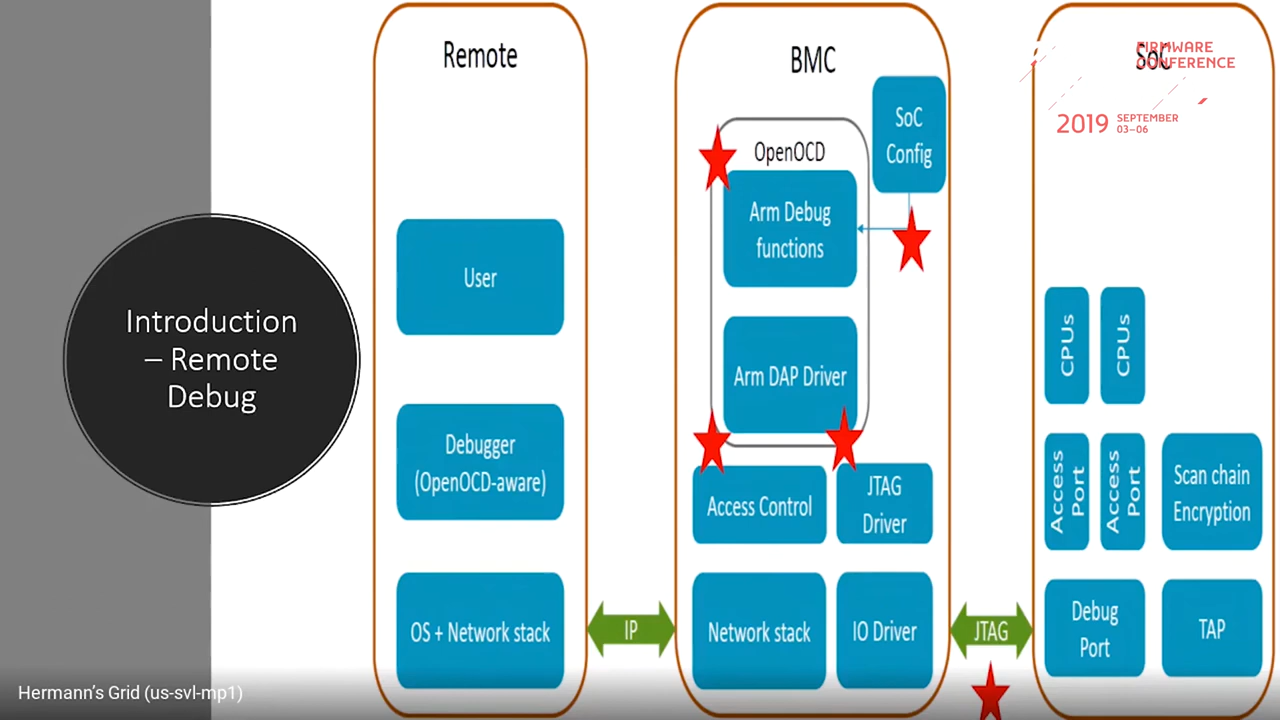 Introduction
– Remote
Debug
Remote
User
Debugger
(OpenOCD-aware)
OS + Network stack
IP
BMC
SoC
Config
OpenOCD
Arm Debug
functions
Arm DAP Driver
Access Control
JTAG
Driver
Network stack
IO Driver
JTAG
SoC
FIRMWARE
CONFERENCE
2019 SEPTEMBER
03–06
CPUs
CPUs
Access
Port
Access
Port
Scan chain
Encryption
Debug
Port
TAP
Hermann's Grid (us-svl-mp1)